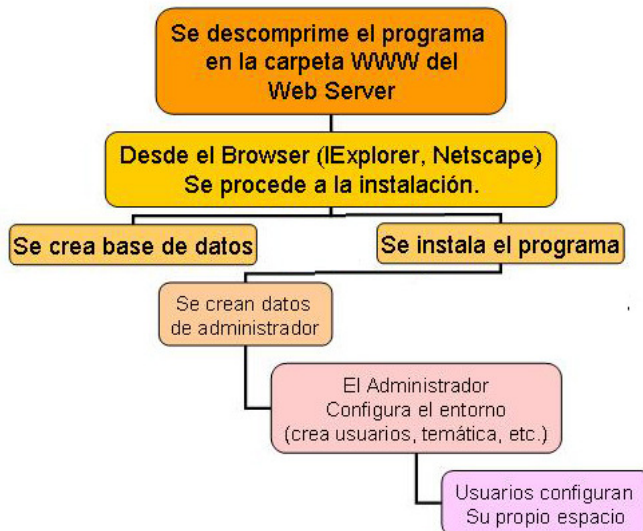 Se descomprime el programa
en la carpeta WWW del
Web Server
Desde el Browser (IExplorer, Netscape)
Se procede a la instalación.
Se crea base de datos
Se instala el programa
Se crean datos
de administrador
El Administrador
Configura el entorno
(crea usuarios, temática, etc.)
Usuarios configuran
Su propio espacio